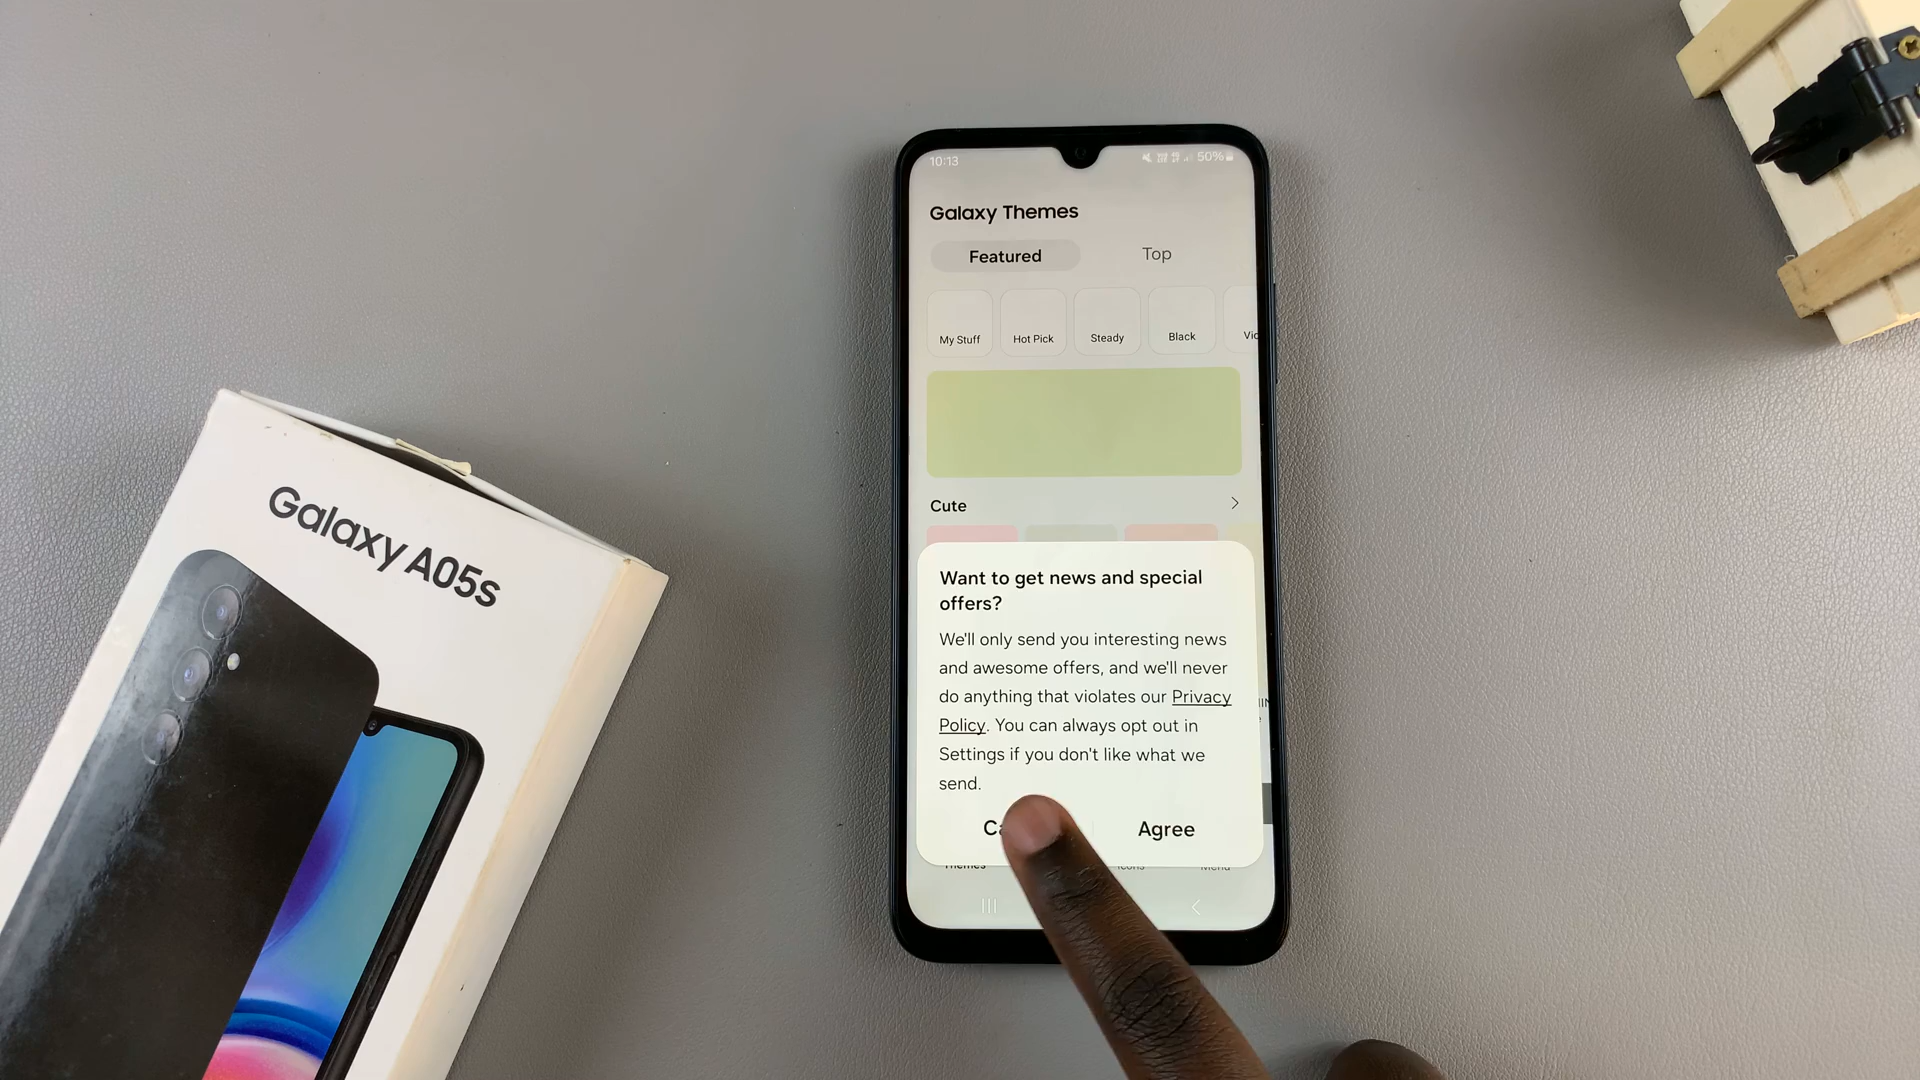 10:13
50%
Galaxy Themes
Featured
Top
My Stuff
Hot Pick
Steady
Black
Cute
Want to get news and special
offers?
We'll only send you interesting news
and awesome offers, and we'll never
do anything that violates our Privacy
Policy. You can always opt out in
Settings if you don't like what we
send.
Agree
Themes
Icons
Menu
Galaxy A05s